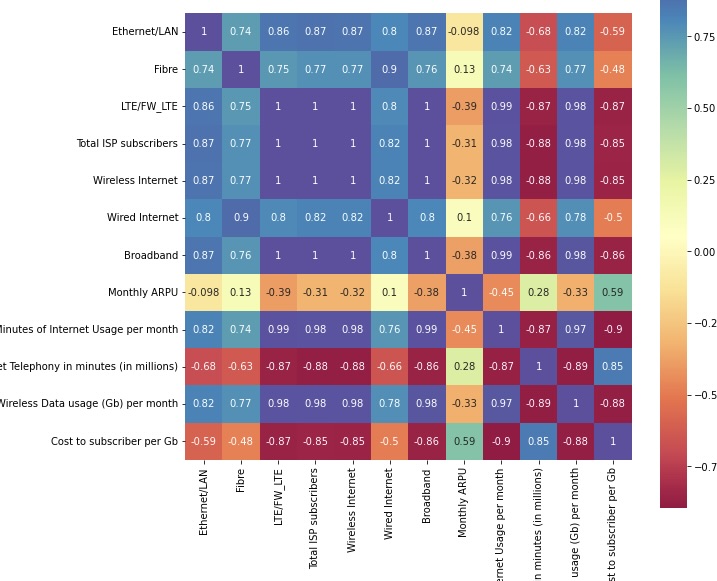 Ethernet/LAN 1 0.74 0.86 0.87 0.87 0.8 0.87 -0.098 0.82 -0.68 0.82 -0.59
Fibre 0.74 1 0.75 0.77 0.77 0.9 0.76 0.13 0.74 -0.63 0.77 -0.48
LTE/FW_LTE 0.86 0.75 1 1 1 0.8 1 -0.39 0.99 -0.87 0.98 -0.87
Total ISP subscribers 0.87 0.77 1 1 1 0.82 1 -0.31 0.98 -0.88 0.98 -0.85
Wireless Internet 0.87 0.77 1 1 1 0.82 1 -0.32 0.98 -0.88 0.98 -0.85
Wired Internet 0.8 0.9 0.8 0.82 0.82 1 0.8 0.1 0.76 -0.66 0.78 -0.5
Broadband 0.87 0.76 1 1 1 0.8 1 -0.38 0.99 -0.86 0.98 -0.86
Monthly ARPU -0.098 0.13 -0.39 -0.31 -0.32 0.1 -0.38 1 -0.45 0.28 -0.33 0.59
Minutes of Internet Usage per month 0.82 0.74 0.99 0.98 0.98 0.76 0.99 -0.45 1 -0.87 0.97 -0.9
et Telephony in minutes (in millions) -0.68 -0.63 -0.87 -0.88 -0.88 -0.66 -0.86 0.28 -0.87 1 -0.89 0.85
Wireless Data usage (Gb) per month 0.82 0.77 0.98 0.98 0.98 0.78 0.98 -0.33 0.97 -0.89 1 -0.88
Cost to subscriber per Gb -0.59 -0.48 -0.87 -0.85 -0.85 -0.5 -0.86 0.59 -0.9 0.85 -0.88 1
Ethernet/LAN
Fibre
LTE/FW_LTE
Total ISP subscribers
Wireless Internet
Wired Internet
Broadband
Monthly ARPU
ernet Usage per month
n minutes (in millions)
usage (Gb) per month
st to subscriber per Gb
0.75
0.50
0.25
0.00
−0.2
−0.5
−0.7